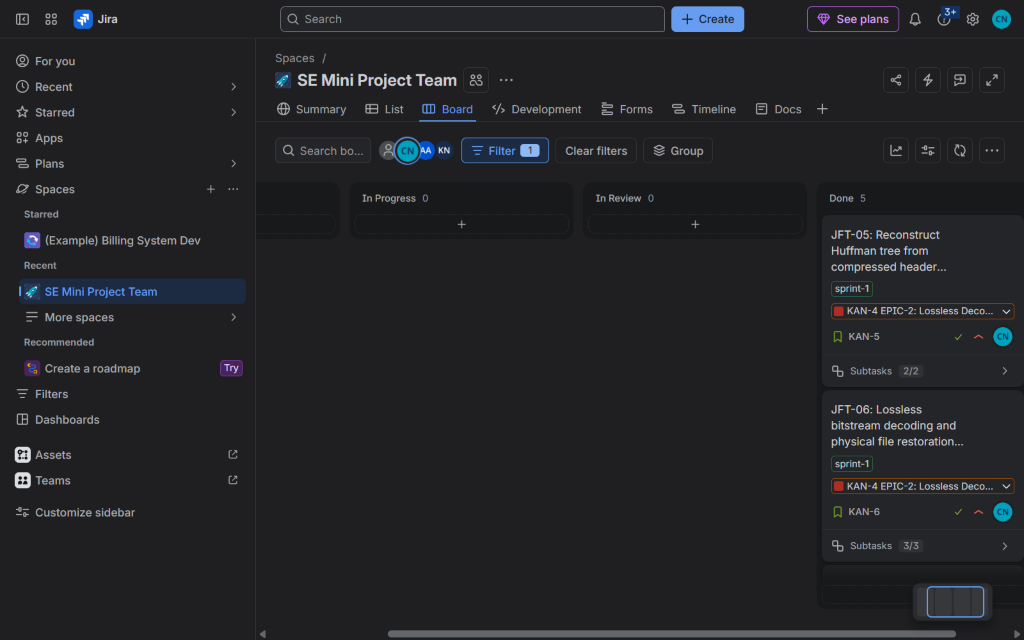 Jira
Search
Create
See plans
3+
CN
For you
Recent
Starred
Apps
Plans
Spaces
Starred
(Example) Billing System Dev
Recent
SE Mini Project Team
More spaces
Recommended
Create a roadmap
Try
Filters
Dashboards
Assets
Teams
Customize sidebar
Spaces /
SE Mini Project Team
Summary
List
Board
Development
Forms
Timeline
Docs
Search bo...
CN
AA
KN
Filter 1
Clear filters
Group
In Progress 0
In Review 0
Done 5
JFT-05: Reconstruct
Huffman tree from
compressed header...
sprint-1
KAN-4 EPIC-2: Lossless Deco...
KAN-5
CN
Subtasks 2/2
JFT-06: Lossless
bitstream decoding and
physical file restoration...
sprint-1
KAN-4 EPIC-2: Lossless Deco...
KAN-6
CN
Subtasks 3/3